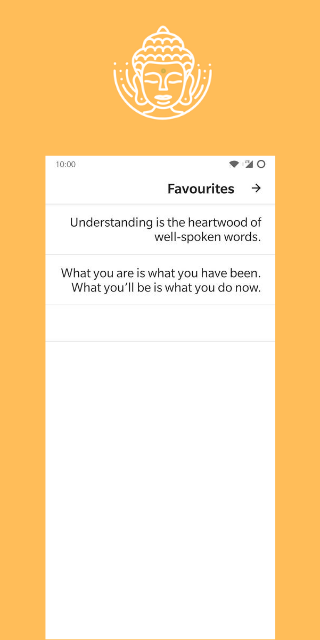 10:00
Favourites
Understanding is the heartwood of
well-spoken words.
What you are is what you have been.
What you'll be is what you do now.